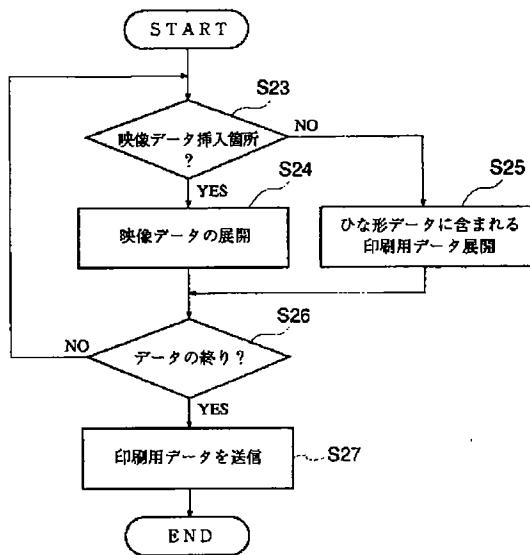 START
S23
映像データ挿入箇所
?
NO
YES
S24
映像データの展開
S25
ひな形データに含まれる
印刷用データ展開
S26
データの終り?
NO
YES
印刷用データを送信
S27
END